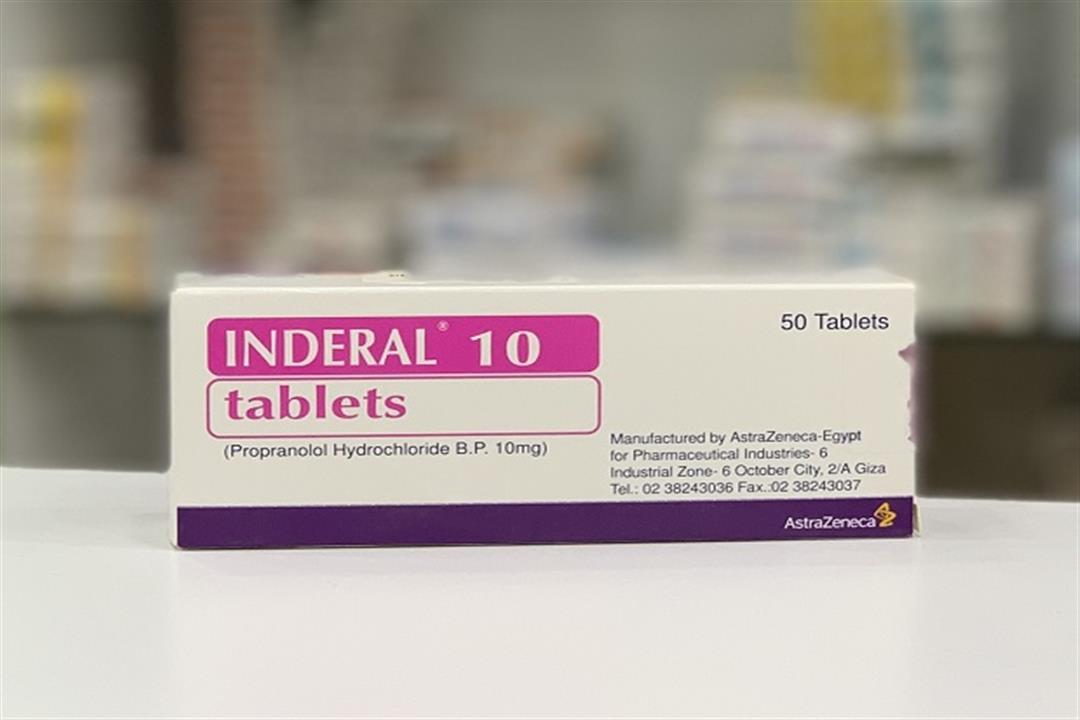 INDERAL® 10
tablets
(Propranolol Hydrochloride B.P. 10mg)
50 Tablets
Manufactured by AstraZeneca-Egypt
for Pharmaceutical Industries- 6
Industrial Zone- 6 October City, 2/A Giza
Tel.: 02 38243036 Fax.:02 38243037
AstraZeneca